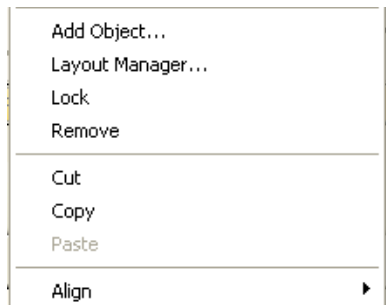 Add Object...
Layout Manager...
Lock
Remove
Cut
Copy
Paste
Align